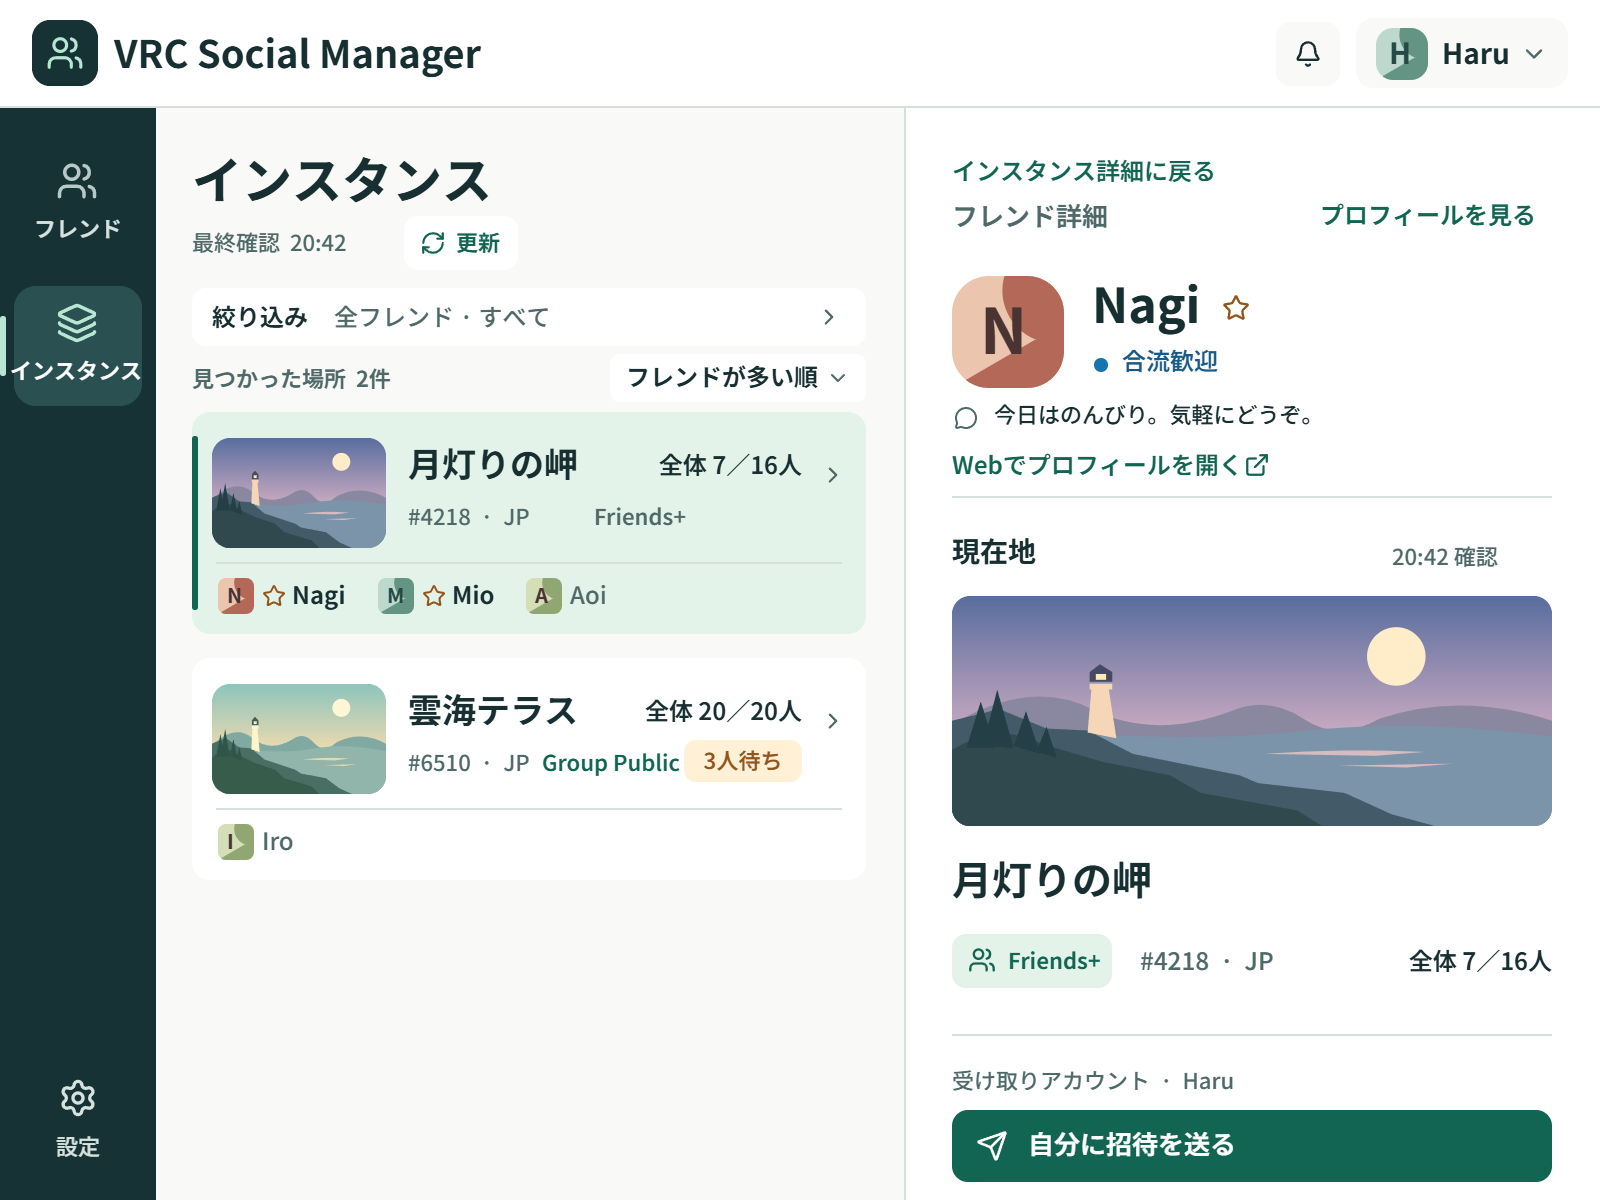 VRC Social Manager
H Haru
フレンド
インスタンス
設定
インスタンス
最終確認 20:42
更新
絞り込み 全フレンド · すべて
見つかった場所 2件
フレンドが多い順
月灯りの岬 全体 7／16人
#4218 · JP Friends+
N Nagi M Mio A Aoi
雲海テラス 全体 20／20人
#6510 · JP Group Public 3人待ち
I Iro
インスタンス詳細に戻る
フレンド詳細 プロフィールを見る
N Nagi
合流歓迎
今日はのんびり。気軽にどうぞ。
Webでプロフィールを開く
現在地 20:42 確認
月灯りの岬
Friends+ #4218 · JP 全体 7／16人
受け取りアカウント · Haru
自分に招待を送る